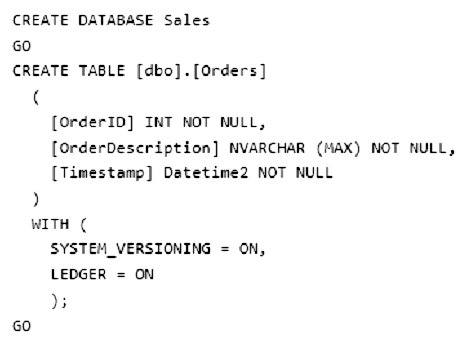 CREATE DATABASE Sales
GO
CREATE TABLE [dbo].[Orders]
(
[OrderID] INT NOT NULL,
[OrderDescription] NVARCHAR (MAX) NOT NULL,
[Timestamp] Datetime2 NOT NULL
)
WITH (
SYSTEM_VERSIONING = ON,
LEDGER = ON
);
GO